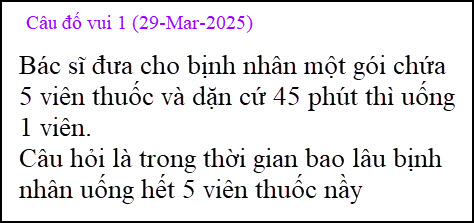 Câu đố vui 1 (29-Mar-2025)
Bác sĩ đưa cho bịnh nhân một gói chứa
5 viên thuốc và dặn cứ 45 phút thì uống
1 viên.
Câu hỏi là trong thời gian bao lâu bịnh
nhân uống hết 5 viên thuốc nầy